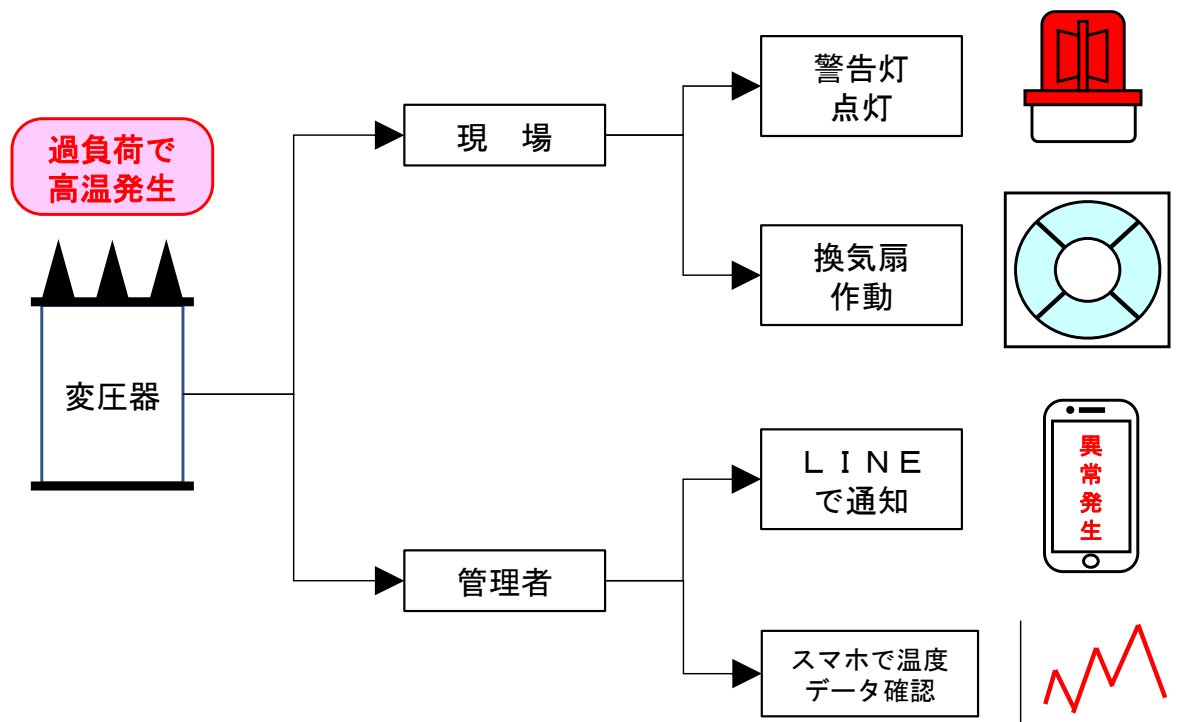 過負荷で
高温発生
変圧器
現　場
管理者
警告灯
点灯
換気扇
作動
ＬＩＮＥ
で通知
スマホで温度
データ確認
異
常
発
生